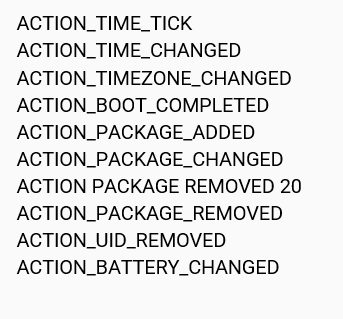 ACTION_TIME_TICK
ACTION_TIME_CHANGED
ACTION_TIMEZONE_CHANGED
ACTION_BOOT_COMPLETED
ACTION_PACKAGE_ADDED
ACTION_PACKAGE_CHANGED
ACTION PACKAGE REMOVED 20
ACTION_PACKAGE_REMOVED
ACTION_UID_REMOVED
ACTION_BATTERY_CHANGED